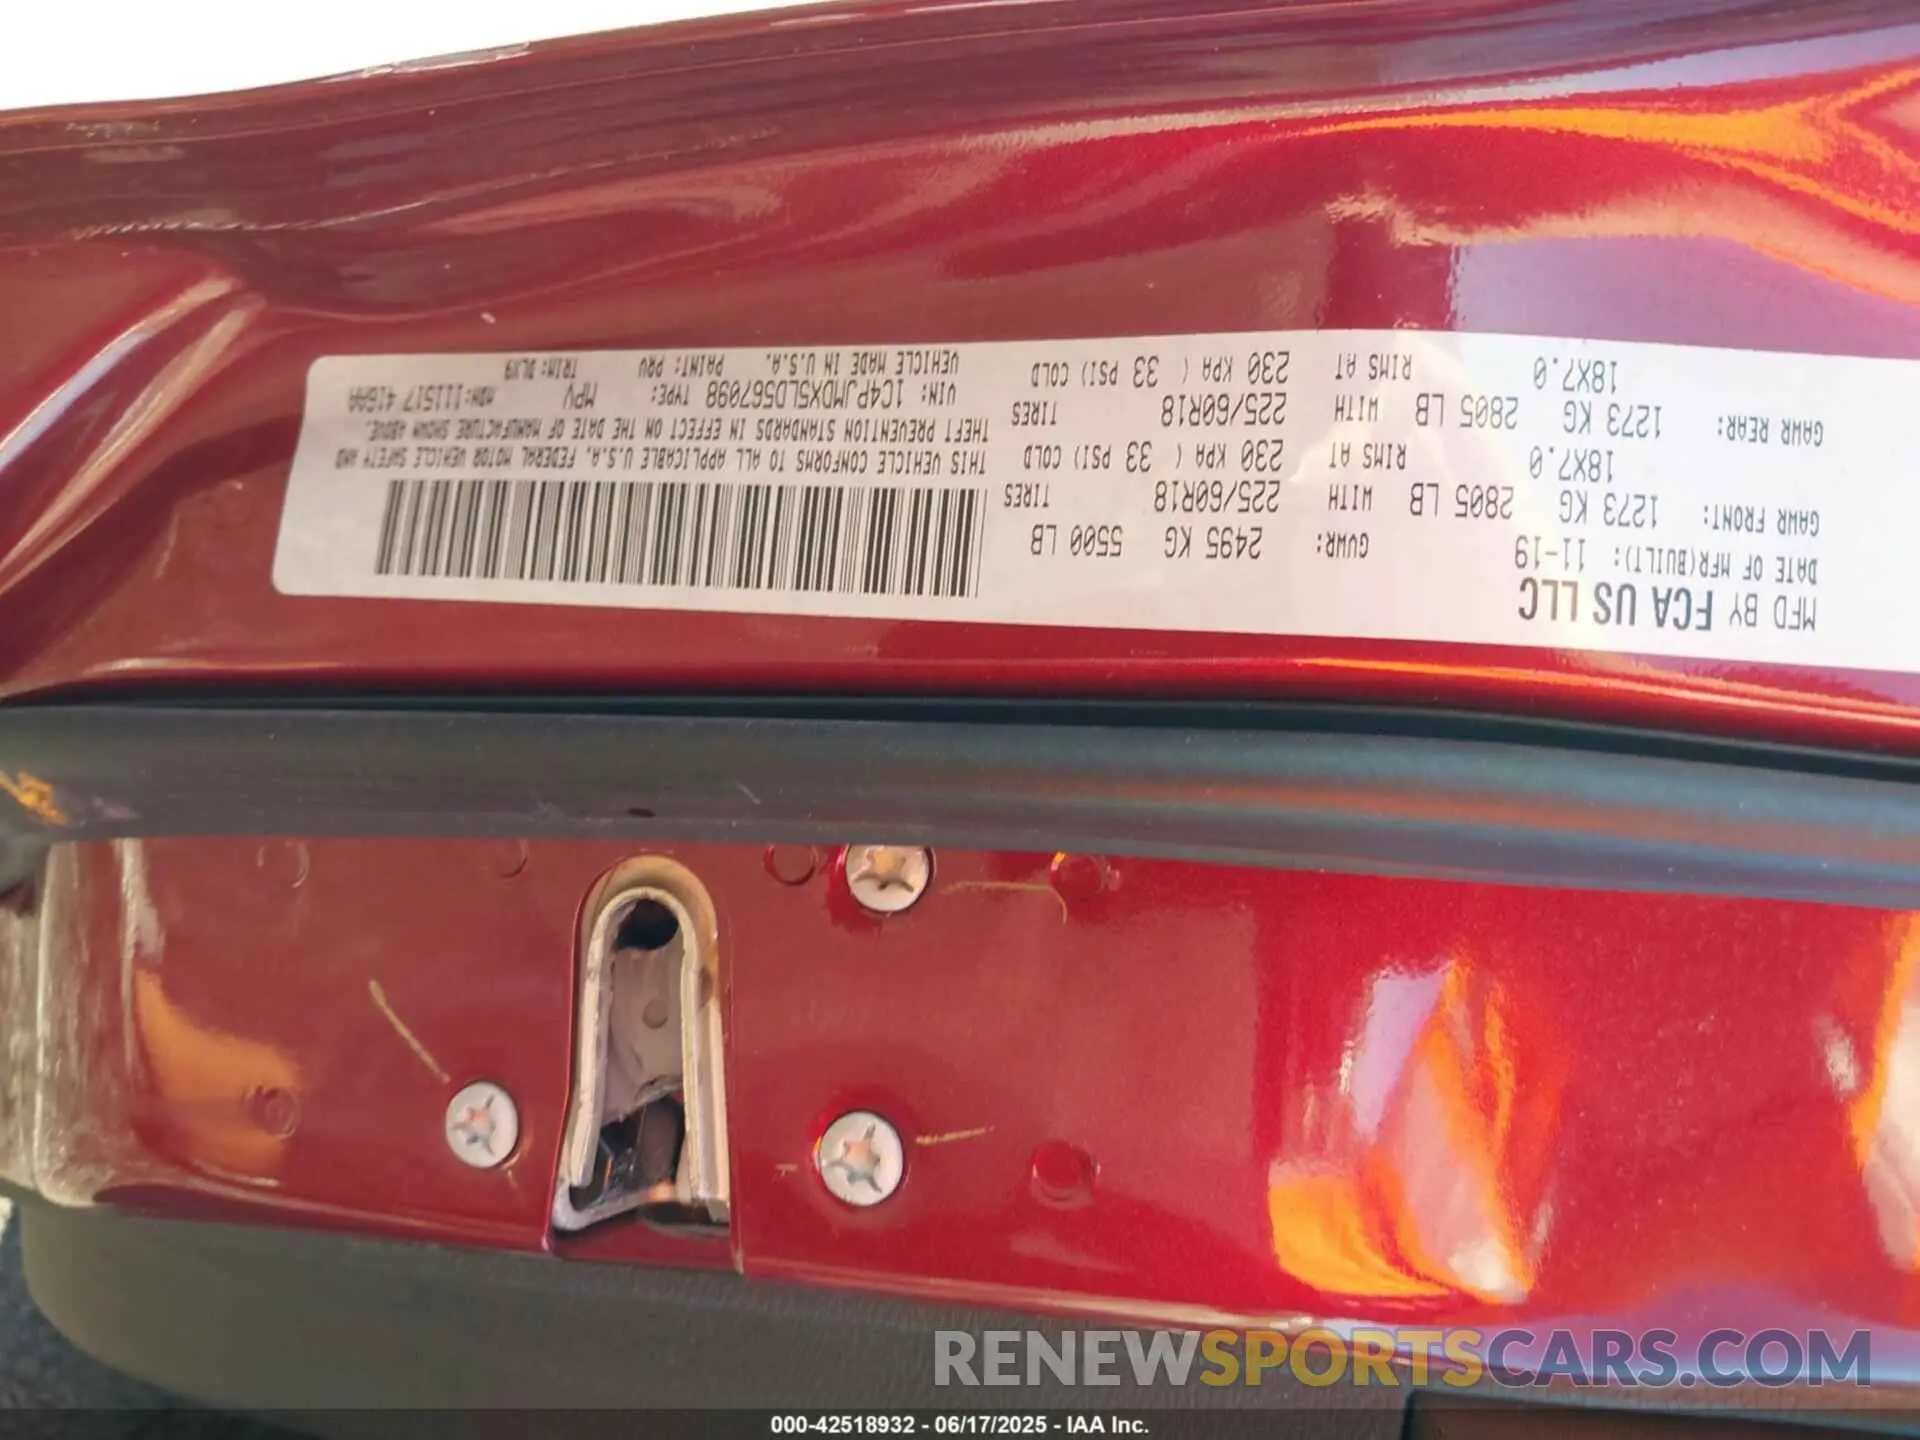 MFD BY FCA US LLC
DATE OF MFR(BUILT): 11-19 GVWR: 2495 KG 5500 LB
GAWR FRONT: 1273 KG 2805 LB WITH 225/60R18 TIRES
18X7.0 RIMS AT 230 KPA ( 33 PSI) COLD
GAWR REAR: 1273 KG 2805 LB WITH 225/60R18 TIRES
18X7.0 RIMS AT 230 KPA ( 33 PSI) COLD
THIS VEHICLE CONFORMS TO ALL APPLICABLE U.S.A. FEDERAL MOTOR VEHICLE SAFETY AND
THEFT PREVENTION STANDARDS IN EFFECT ON THE DATE OF MANUFACTURE SHOWN ABOVE.
VIN: 1C4PJMDX5LD567098 TYPE: MPV MDH:111517 416AA
VEHICLE MADE IN U.S.A. PAINT: PRV TRIM: DLX9
RENEWSPORTSCARS.COM
000-42518932 - 06/17/2025 - IAA Inc.